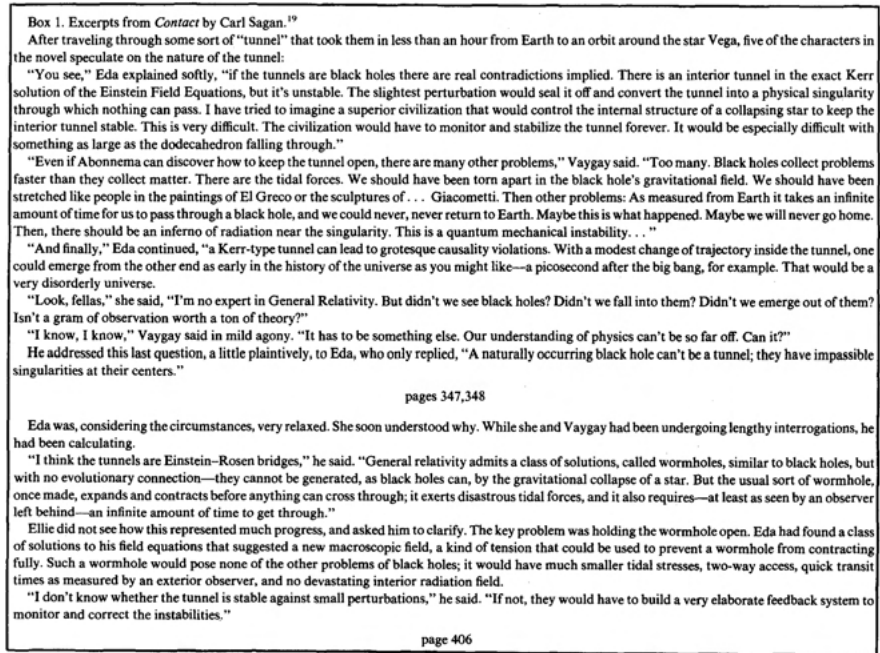 Box 1. Excerpts from Contact by Carl Sagan.¹⁹
After traveling through some sort of “tunnel” that took them in less than an hour from Earth to an orbit around the star Vega, five of the characters in
the novel speculate on the nature of the tunnel:
“You see,” Eda explained softly, “if the tunnels are black holes there are real contradictions implied. There is an interior tunnel in the exact Kerr
solution of the Einstein Field Equations, but it’s unstable. The slightest perturbation would seal it off and convert the tunnel into a physical singularity
through which nothing can pass. I have tried to imagine a superior civilization that would control the internal structure of a collapsing star to keep the
interior tunnel stable. This is very difficult. The civilization would have to monitor and stabilize the tunnel forever. It would be especially difficult with
something as large as the dodecahedron falling through.”
“Even if Abonnema can discover how to keep the tunnel open, there are many other problems,” Vaygay said. “Too many. Black holes collect problems
faster than they collect matter. There are the tidal forces. We should have been torn apart in the black hole’s gravitational field. We should have been
stretched like people in the paintings of El Greco or the sculptures of . . . Giacometti. Then other problems: As measured from Earth it takes an infinite
amount of time for us to pass through a black hole, and we could never, never return to Earth. Maybe this is what happened. Maybe we will never go home.
Then, there should be an inferno of radiation near the singularity. This is a quantum mechanical instability. . . ”
“And finally,” Eda continued, “a Kerr-type tunnel can lead to grotesque causality violations. With a modest change of trajectory inside the tunnel, one
could emerge from the other end as early in the history of the universe as you might like—a picosecond after the big bang, for example. That would be a
very disorderly universe.
“Look, fellas,” she said, “I’m no expert in General Relativity. But didn’t we see black holes? Didn’t we fall into them? Didn’t we emerge out of them?
Isn’t a gram of observation worth a ton of theory?”
“I know, I know,” Vaygay said in mild agony. “It has to be something else. Our understanding of physics can’t be so far off. Can it?”
He addressed this last question, a little plaintively, to Eda, who only replied, “A naturally occurring black hole can’t be a tunnel; they have impassible
singularities at their centers.”
pages 347,348
Eda was, considering the circumstances, very relaxed. She soon understood why. While she and Vaygay had been undergoing lengthy interrogations, he
had been calculating.
“I think the tunnels are Einstein–Rosen bridges,” he said. “General relativity admits a class of solutions, called wormholes, similar to black holes, but
with no evolutionary connection—they cannot be generated, as black holes can, by the gravitational collapse of a star. But the usual sort of wormhole,
once made, expands and contracts before anything can cross through; it exerts disastrous tidal forces, and it also requires—at least as seen by an observer
left behind—an infinite amount of time to get through.”
Ellie did not see how this represented much progress, and asked him to clarify. The key problem was holding the wormhole open. Eda had found a class
of solutions to his field equations that suggested a new macroscopic field, a kind of tension that could be used to prevent a wormhole from contracting
fully. Such a wormhole would pose none of the other problems of black holes; it would have much smaller tidal stresses, two-way access, quick transit
times as measured by an exterior observer, and no devastating interior radiation field.
“I don’t know whether the tunnel is stable against small perturbations,” he said. “If not, they would have to build a very elaborate feedback system to
monitor and correct the instabilities.”
page 406